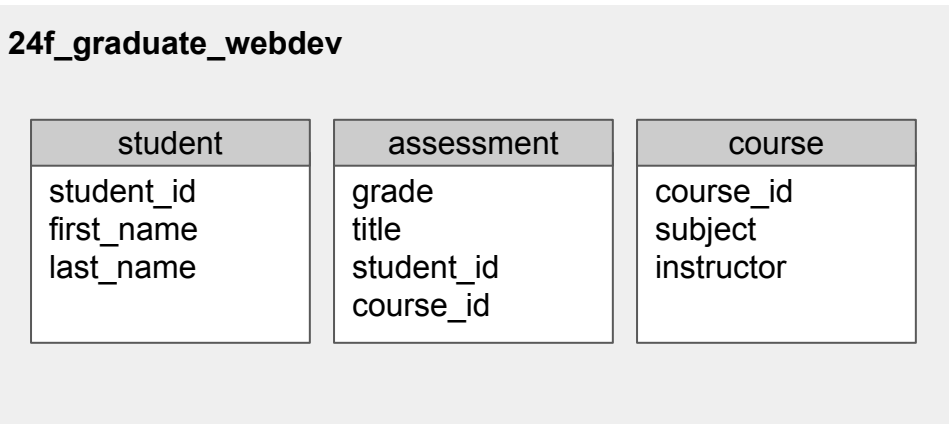 24f_graduate_webdev
student
student_id
first_name
last_name
assessment
grade
title
student_id
course_id
course
course_id
subject
instructor